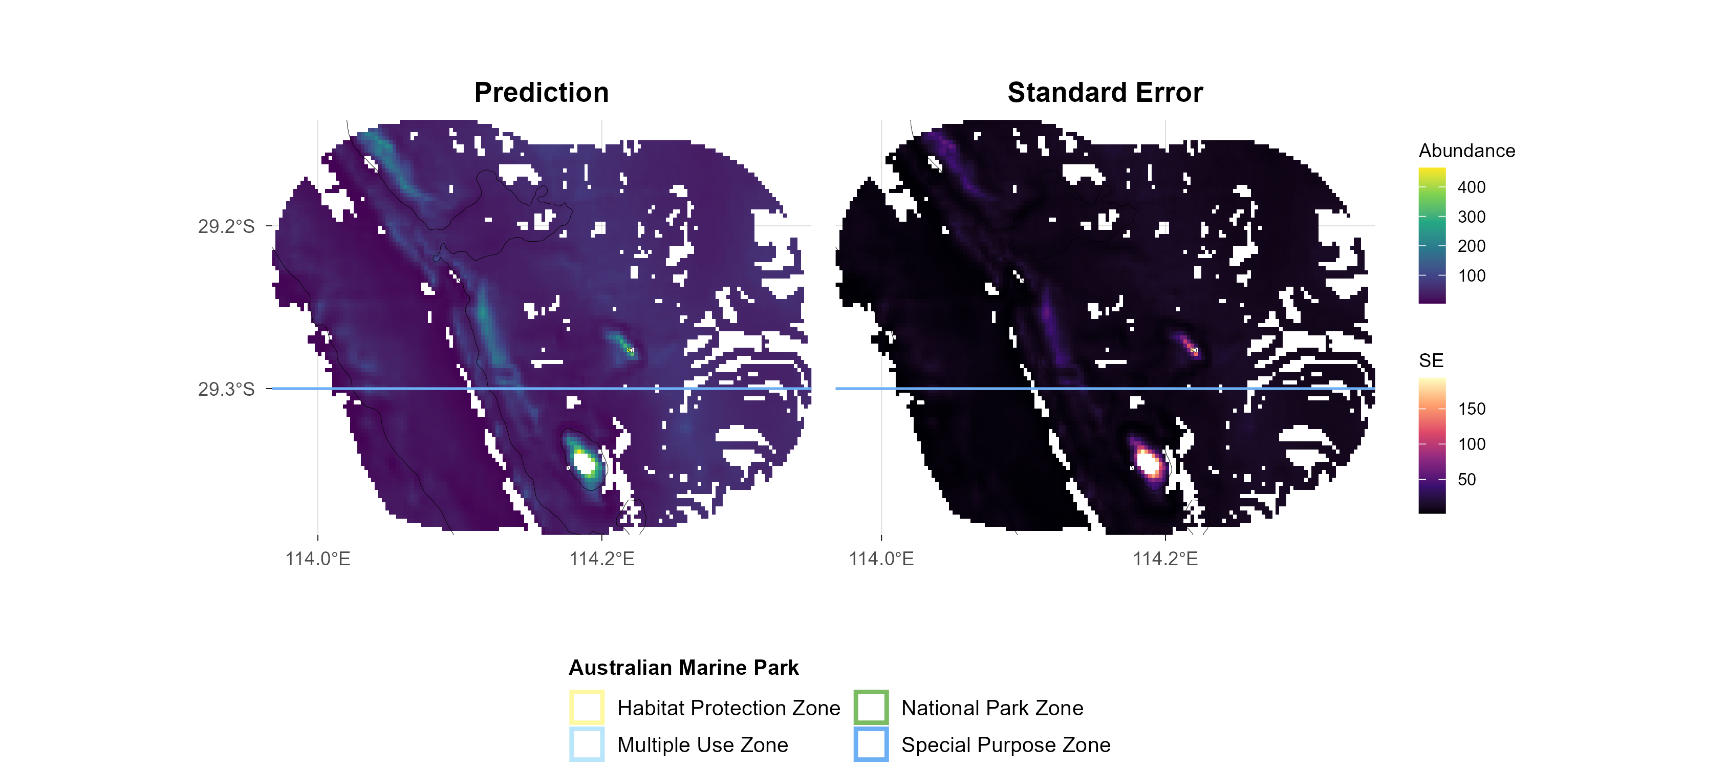 Prediction
Standard Error
29.2°S
29.3°S
114.0°E
114.2°E
114.0°E
114.2°E
Abundance
400
300
200
100
SE
150
100
50
Australian Marine Park
Habitat Protection Zone
National Park Zone
Multiple Use Zone
Special Purpose Zone